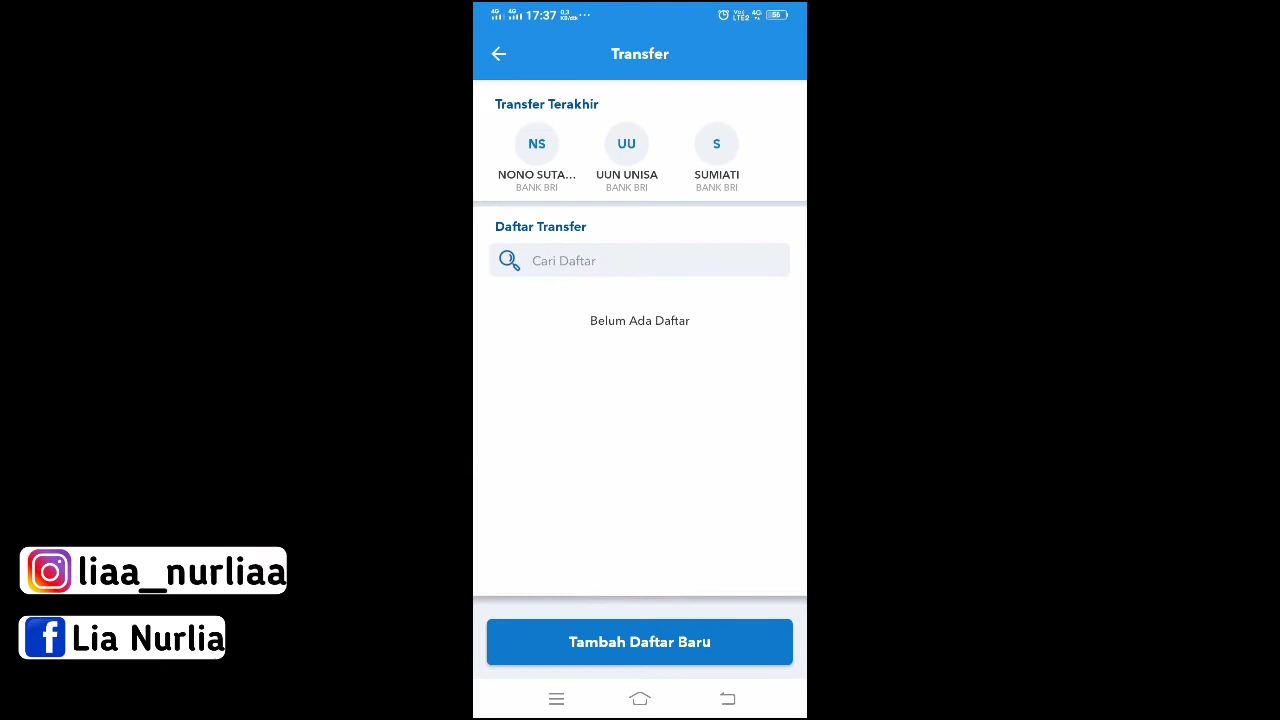 17:37
56
Transfer
Transfer Terakhir
NS UU S
NONO SUTA... UUN UNISA SUMIATI
BANK BRI BANK BRI BANK BRI
Daftar Transfer
Cari Daftar
Belum Ada Daftar
liaa_nurliaa
Lia Nurlia
Tambah Daftar Baru